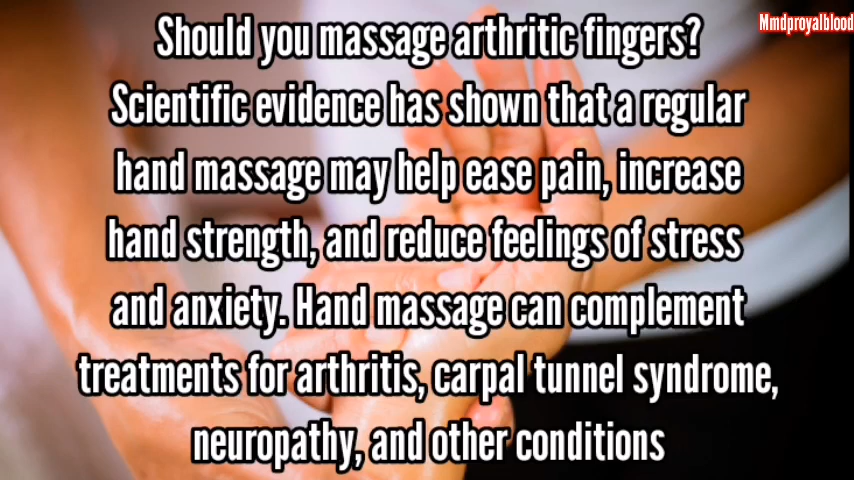 Mmdproyalblood
Should you massage arthritic fingers?
Scientific evidence has shown that a regular
hand massage may help ease pain, increase
hand strength, and reduce feelings of stress
and anxiety. Hand massage can complement
treatments for arthritis, carpal tunnel syndrome,
neuropathy, and other conditions